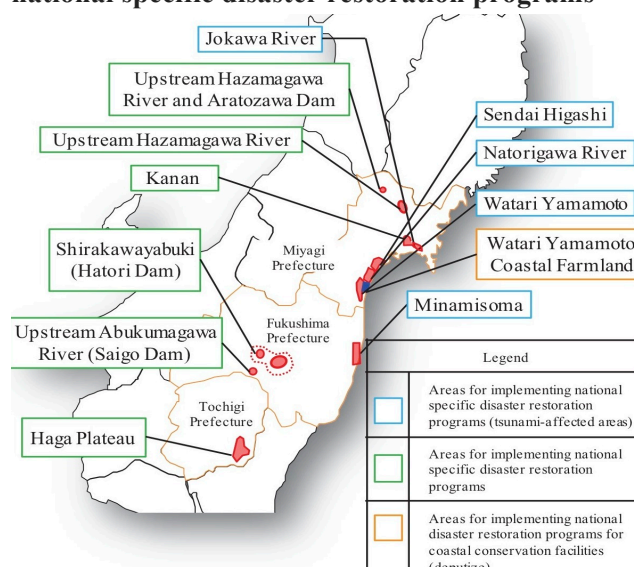 national specific disaster restoration programs
Jokawa River
Upstream Hazamagawa
River and Aratozawa Dam
Sendai Higashi
Upstream Hazamagawa River
Natorigawa River
Kanan
Watari Yamamoto
Shirakawayabuki
(Hatori Dam)
Miyagi
Prefecture
Watari Yamamoto
Coastal Farmland
Minamisoma
Fukushima
Prefecture
Upstream Abukumagawa
River (Saigo Dam)
Tochigi
Prefecture
Haga Plateau
Legend
Areas for implementing national
specific disaster restoration
programs (tsunami-affected areas)
Areas for implementing national
specific disaster restoration
programs
Areas for implementing national
disaster restoration programs for
coastal conservation facilities
(deputize)